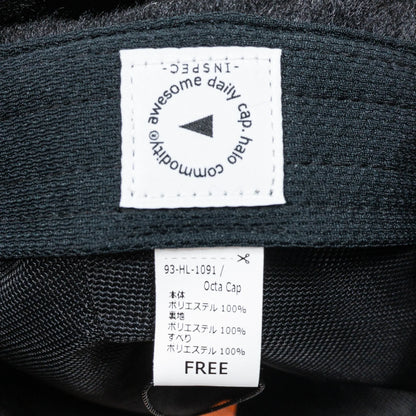 -INSPEC-
awesome daily cap. halo commodity®
93-HL-1091 /
Octa Cap
本体
ポリエステル 100%
裏地
ポリエステル 100%
すべり
ポリエステル 100%
FREE